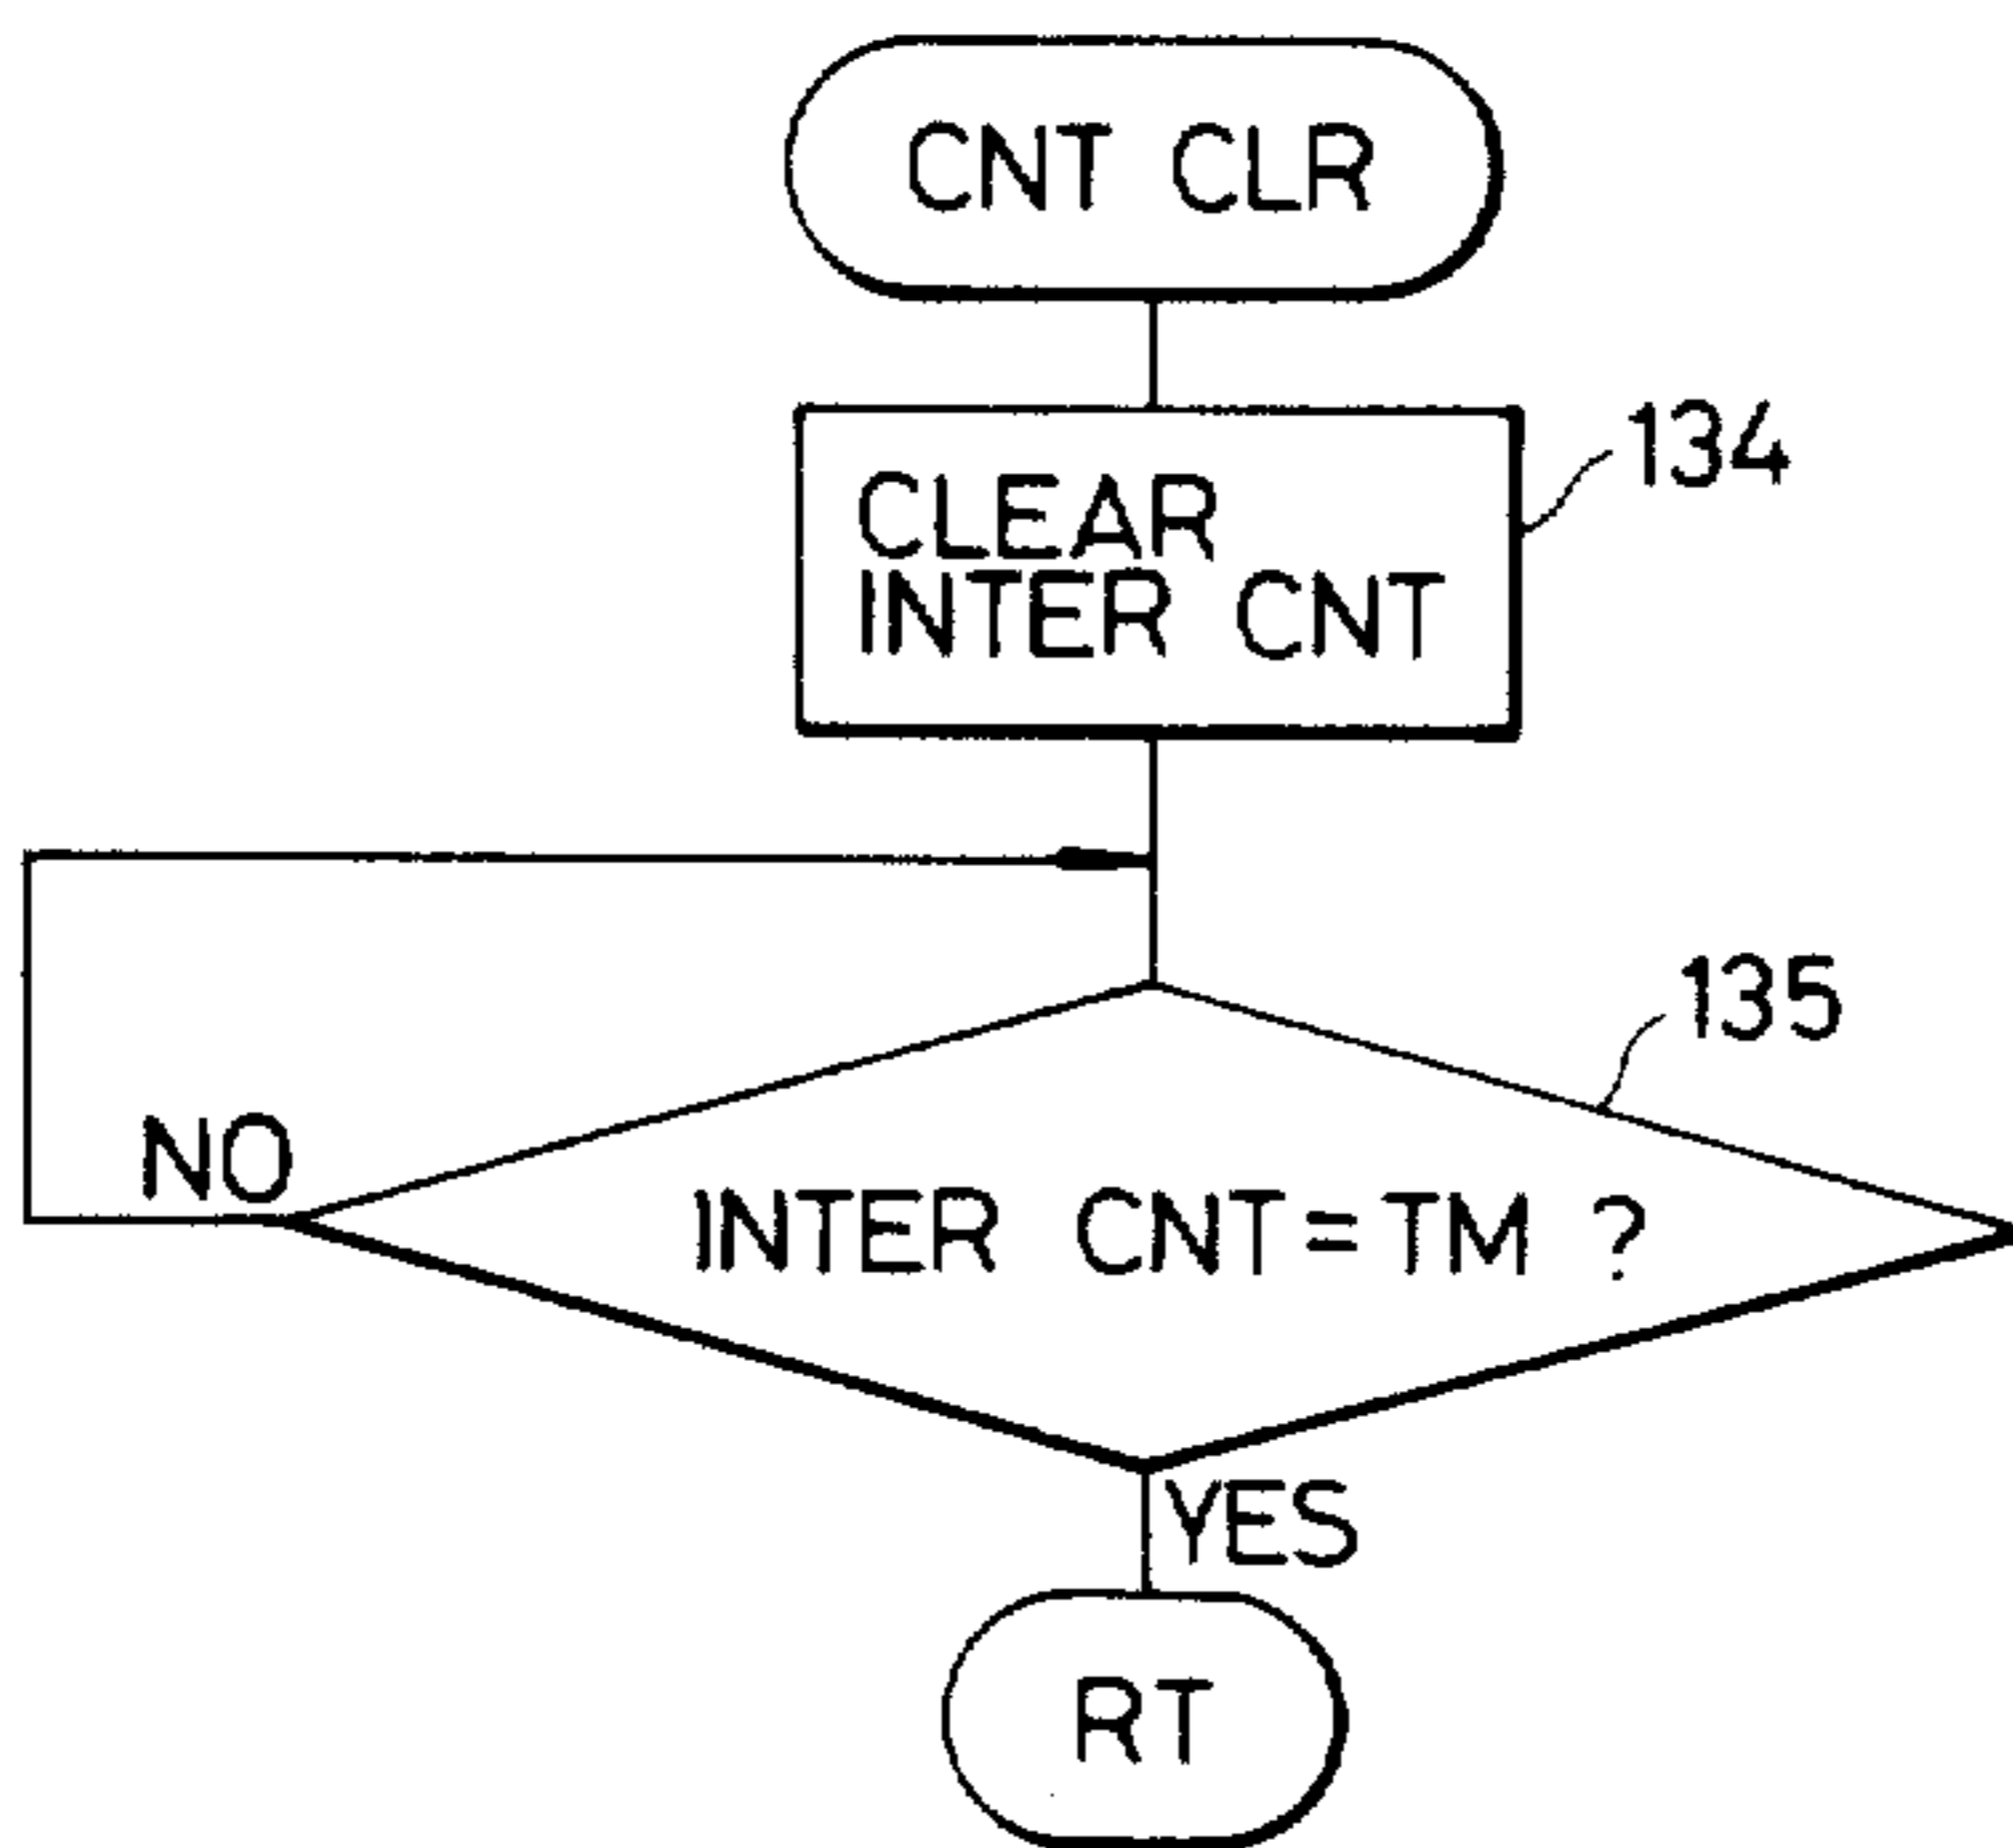 CNT CLR
134
CLEAR
INTER CNT
135
NO
INTER CNT = TM ?
YES
RT